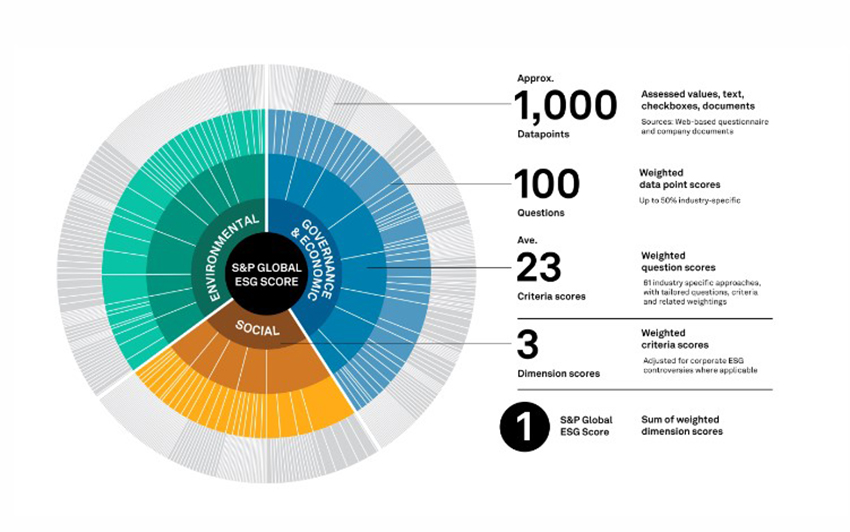 Approx.
1,000
Datapoints
Assessed values, text,
checkboxes, documents
Sources: Web-based questionnaire
and company documents
100
Questions
Weighted
data point scores
Up to 50% industry-specific
Ave.
23
Criteria scores
Weighted
question scores
61 industry specific approaches,
with tailored questions, criteria
and related weightings
3
Dimension scores
Weighted
criteria scores
Adjusted for corporate ESG
controversies where applicable
1
S&P Global
ESG Score
Sum of weighted
dimension scores
ENVIRONMENTAL
GOVERNANCE
& ECONOMIC
S&P GLOBAL
ESG SCORE
SOCIAL